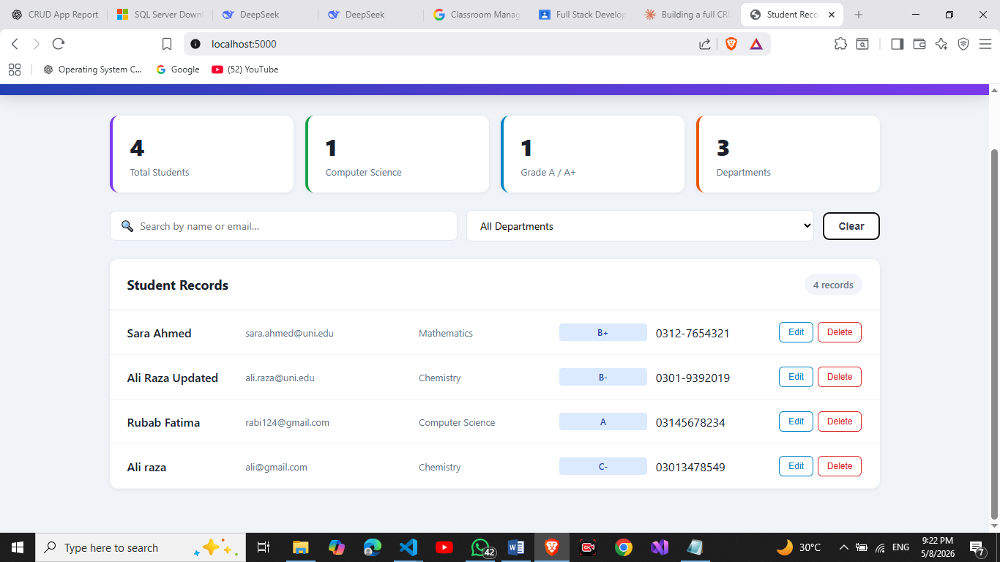 CRUD App Report
SQL Server Down
DeepSeek
DeepSeek
Classroom Manag
Full Stack Develop
Building a full CRU
Student Reco
localhost:5000
Operating System C...
Google
(52) YouTube
4
Total Students
1
Computer Science
1
Grade A / A+
3
Departments
Search by name or email...
All Departments
Clear
Student Records
4 records
Sara Ahmed sara.ahmed@uni.edu Mathematics B+ 0312-7654321 Edit Delete
Ali Raza Updated ali.raza@uni.edu Chemistry B- 0301-9392019 Edit Delete
Rubab Fatima rabi124@gmail.com Computer Science A 03145678234 Edit Delete
Ali raza ali@gmail.com Chemistry C- 03013478549 Edit Delete
Type here to search
42
30°C
ENG
9:22 PM
5/8/2026
7